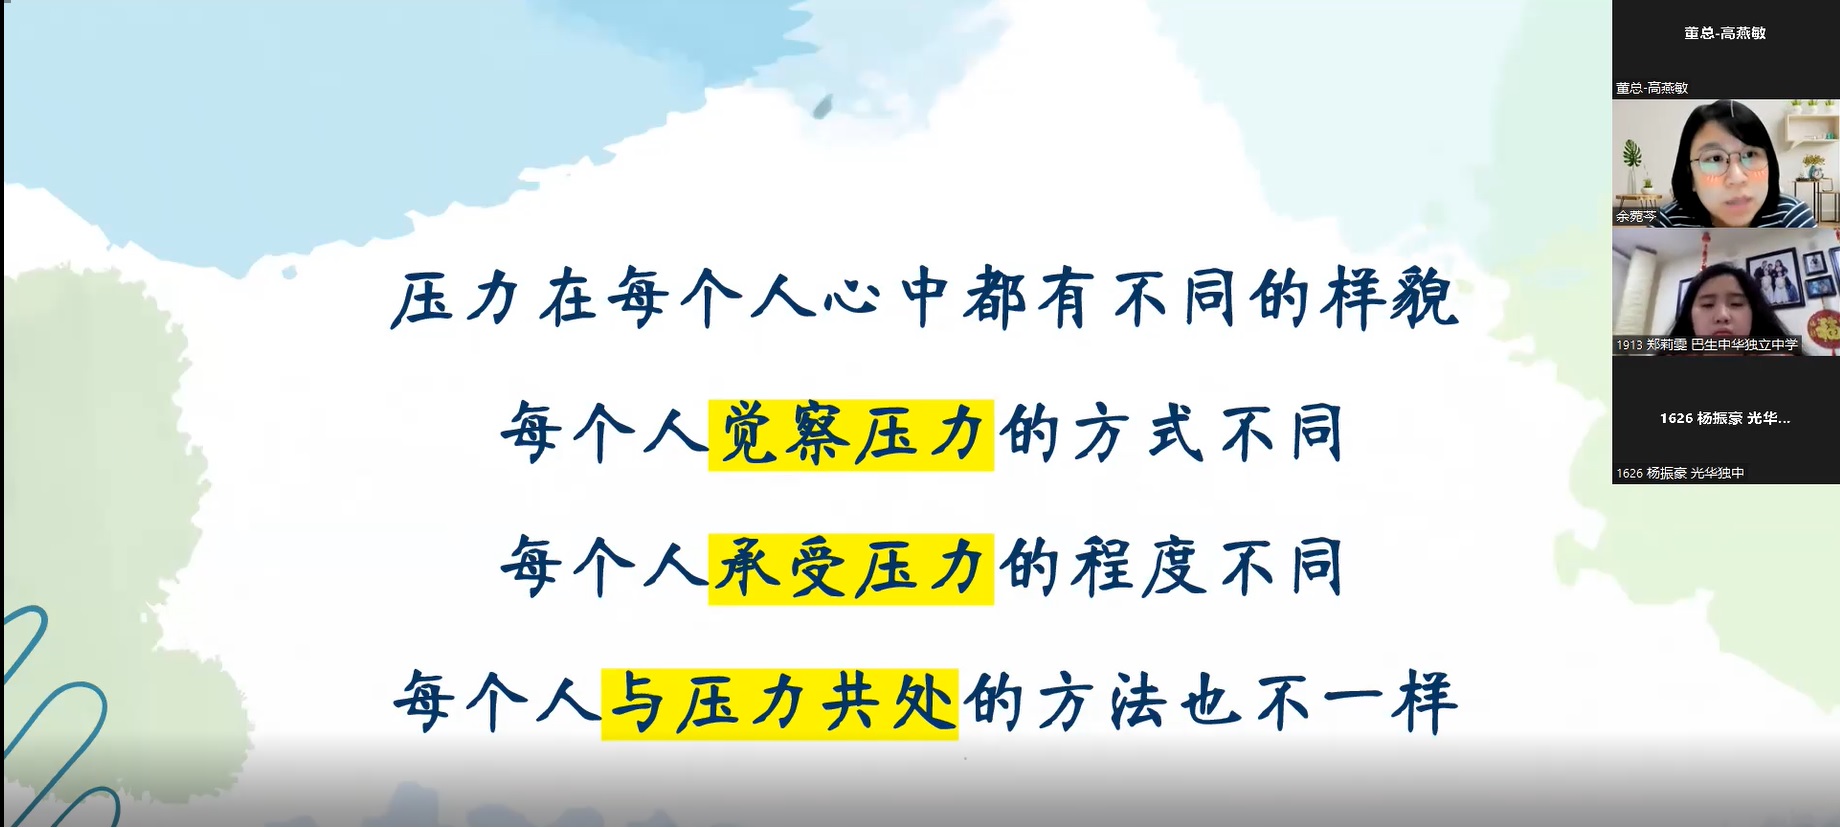 压力在每个人心中都有不同的样貌
每个人觉察压力的方式不同
每个人承受压力的程度不同
每个人与压力共处的方法也不一样
董总-高燕敏
董总-高燕敏
余菀芩
1913 郑莉雯 巴生中华独立中学
1626 杨振豪 光华...
1626 杨振豪 光华独中